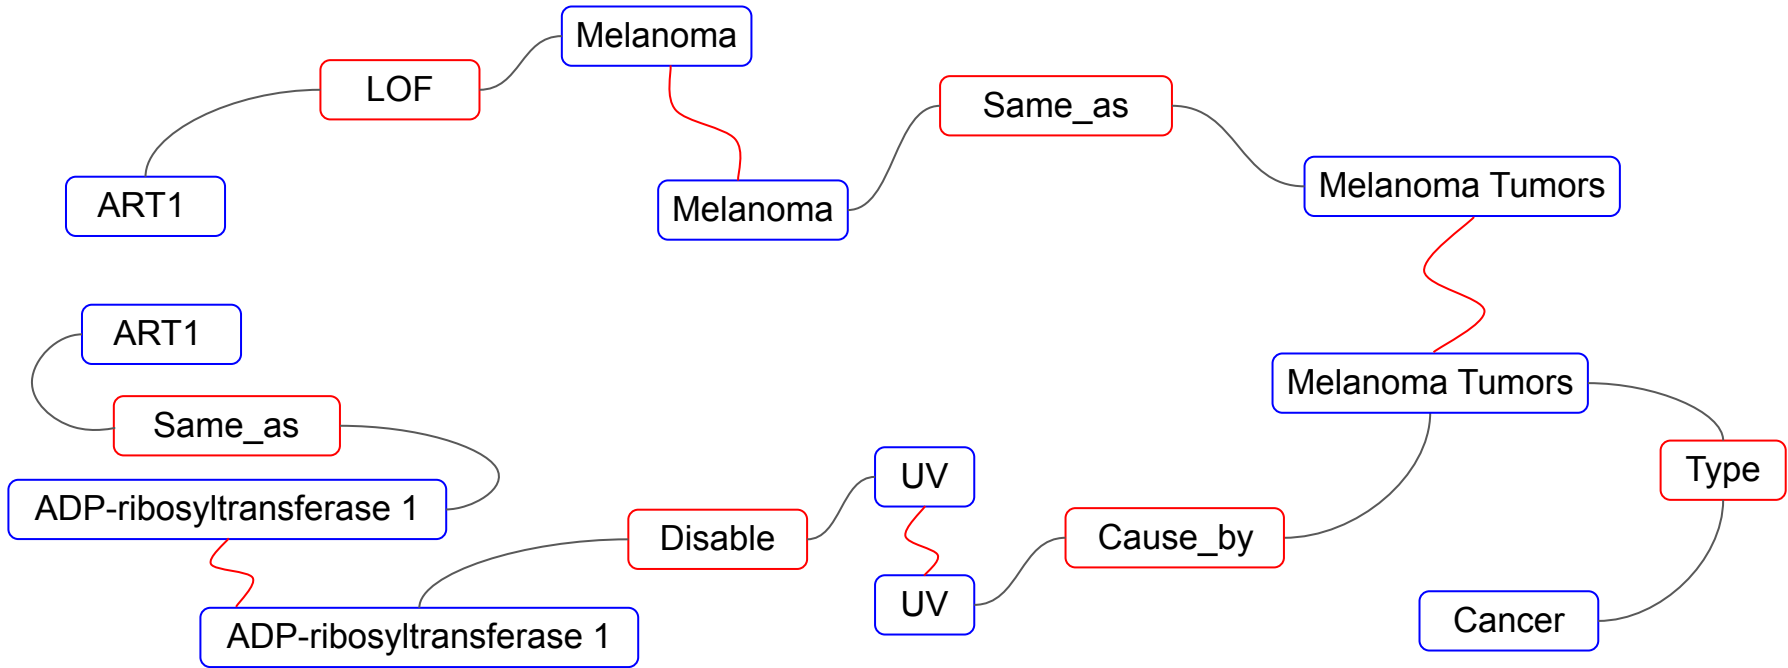 Melanoma
LOF
Same_as
Melanoma Tumors
ART1
Melanoma
ART1
Melanoma Tumors
Same_as
UV
Type
ADP-ribosyltransferase 1
Disable
Cause_by
UV
Cancer
ADP-ribosyltransferase 1